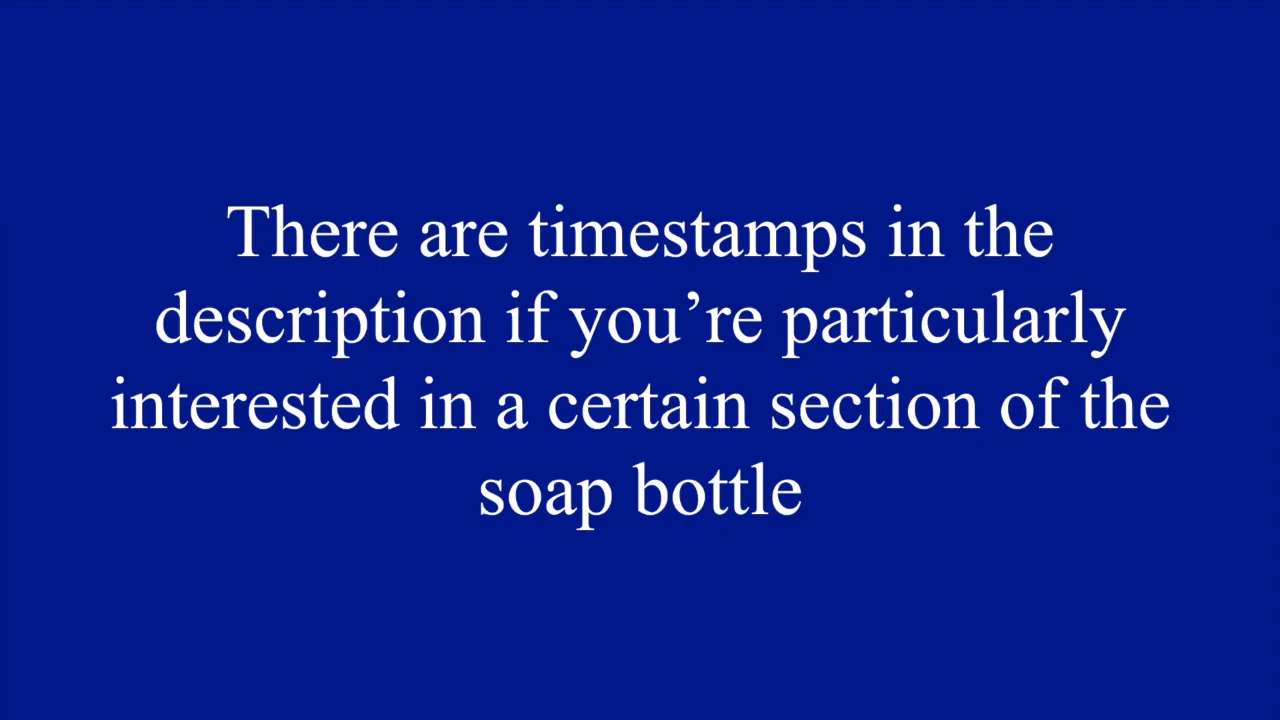 There are timestamps in the
description if you’re particularly
interested in a certain section of the
soap bottle